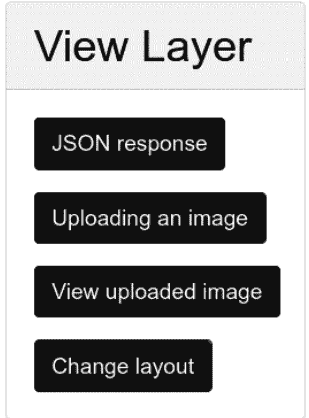 View Layer
JSON response
Uploading an image
View uploaded image
Change layout